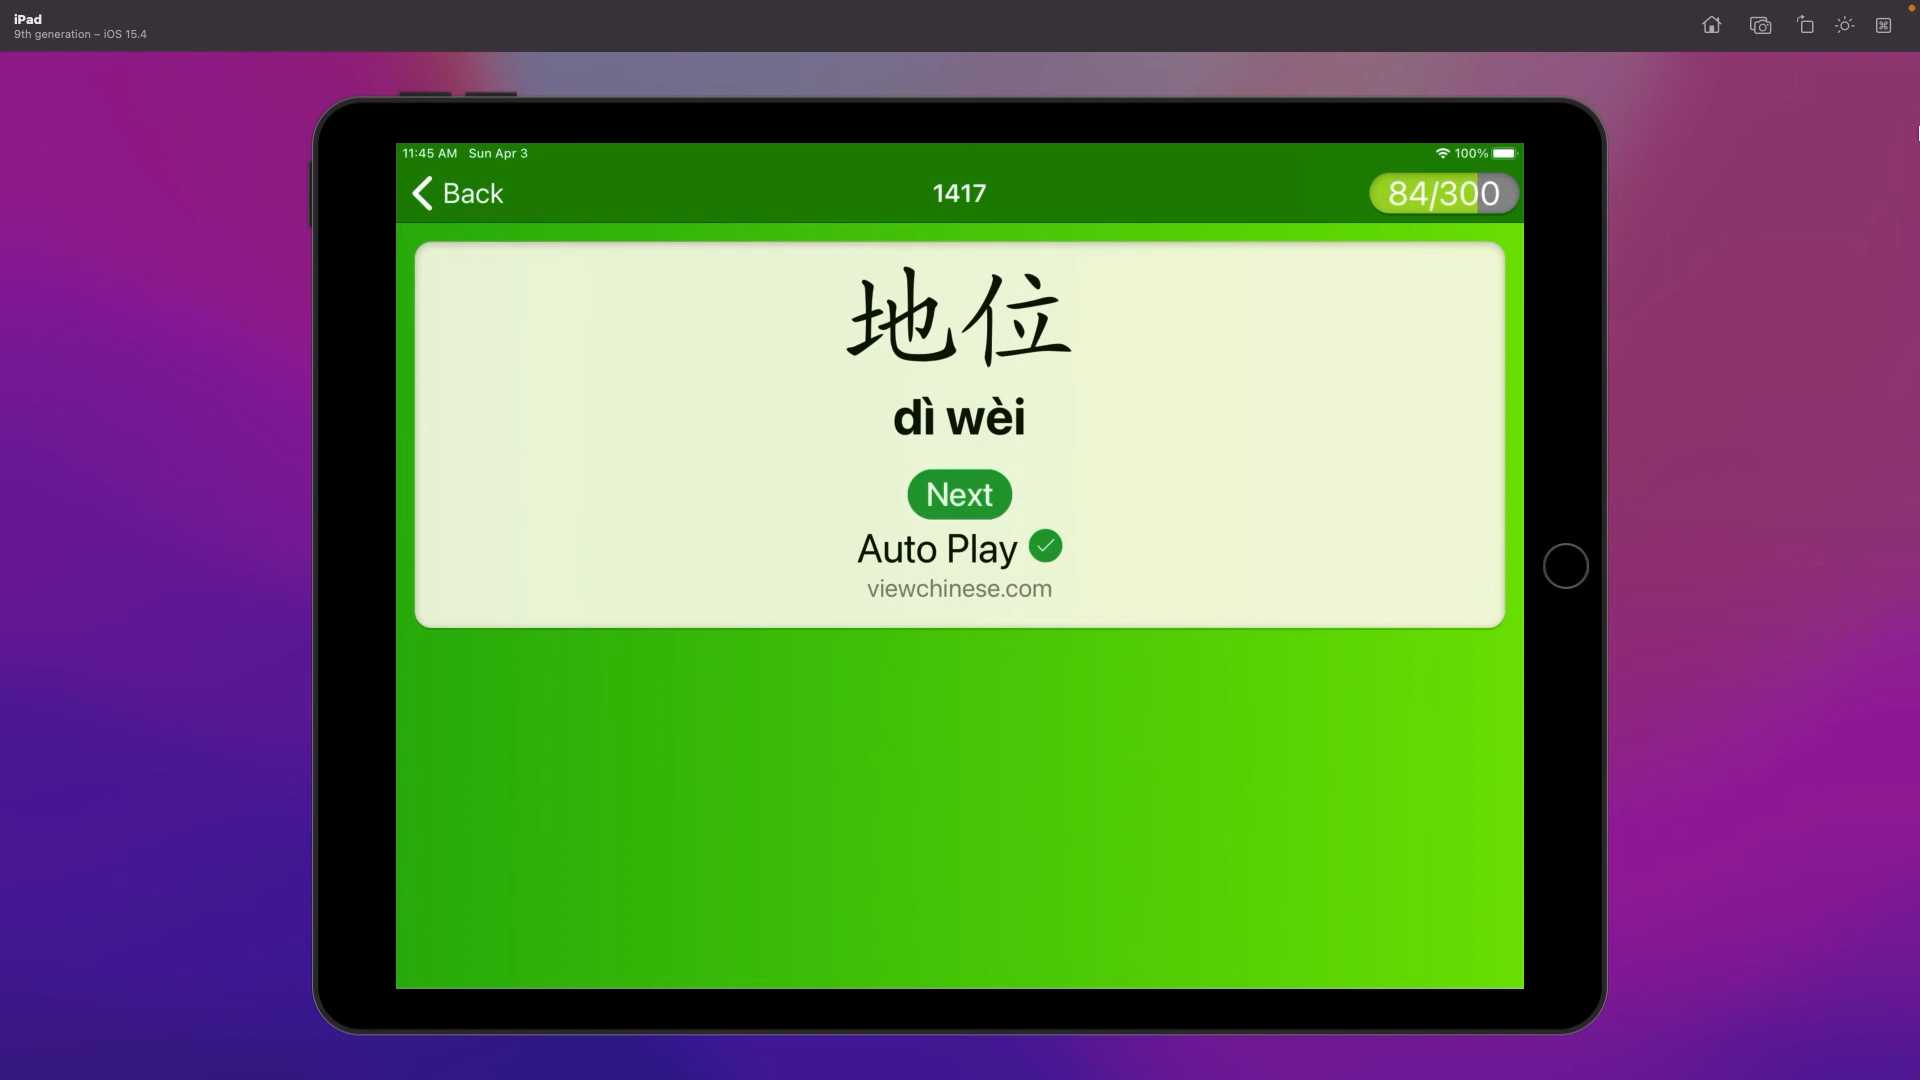 iPad
9th generation – iOS 15.4
11:45 AM Sun Apr 3
100%
Back
1417
84/300
地位
dì wèi
Next
Auto Play
viewchinese.com